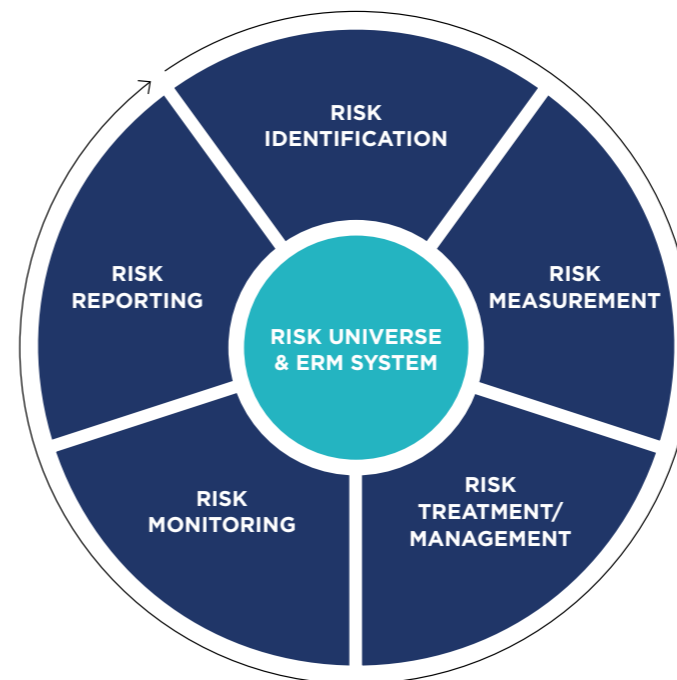 RISK
IDENTIFICATION
RISK
MEASUREMENT
RISK
TREATMENT/
MANAGEMENT
RISK
MONITORING
RISK
REPORTING
RISK UNIVERSE
& ERM SYSTEM